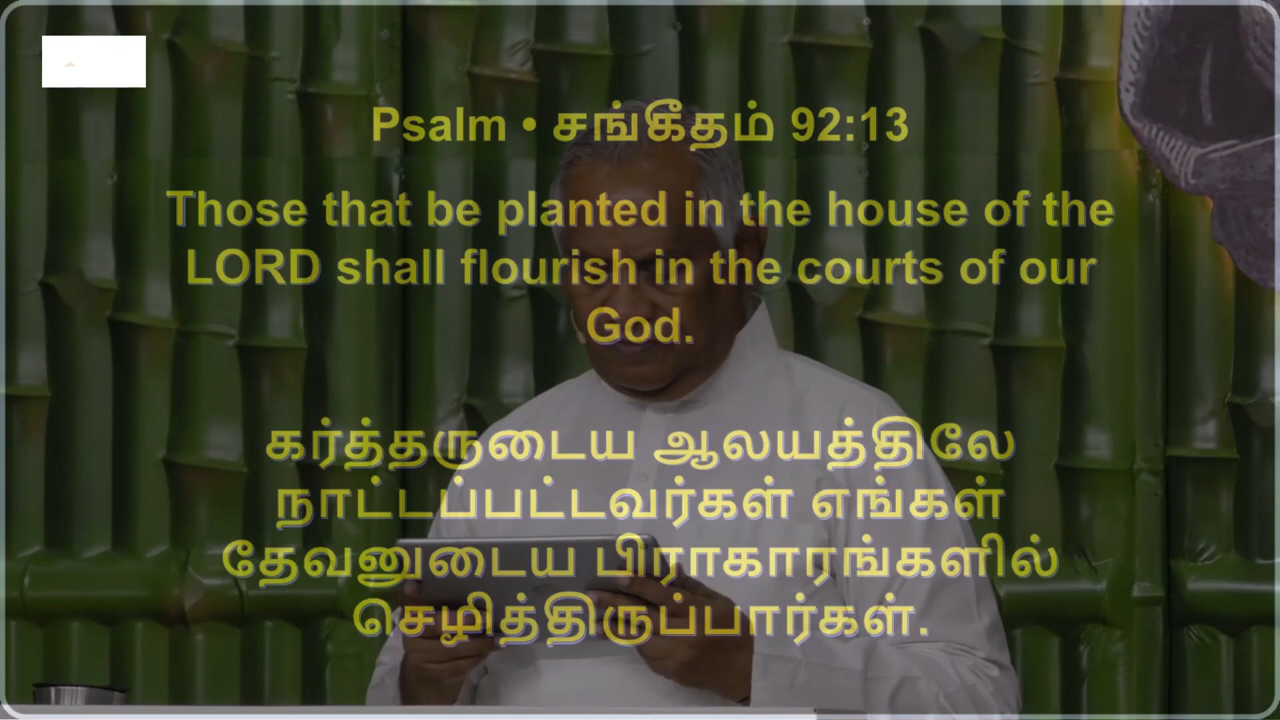 Psalm • சங்கீதம் 92:13
Those that be planted in the house of the
LORD shall flourish in the courts of our
God.
கர்த்தருடைய ஆலயத்திலே
நாட்டப்பட்டவர்கள் எங்கள்
தேவனுடைய பிராகாரங்களில்
செழித்திருப்பார்கள்.